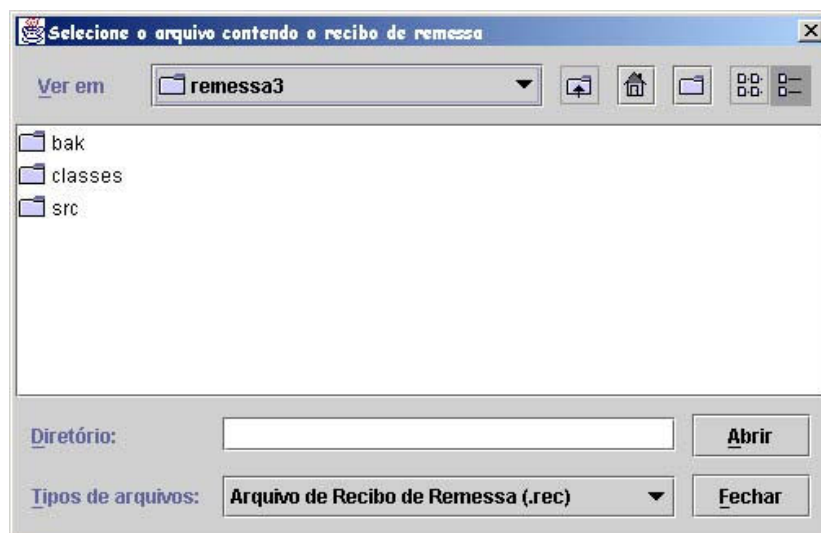 Selecione o arquivo contendo o recibo de remessa
Ver em
remessa3
bak
classes
src
Diretório:
Abrir
Tipos de arquivos:
Arquivo de Recibo de Remessa (.rec)
Fechar